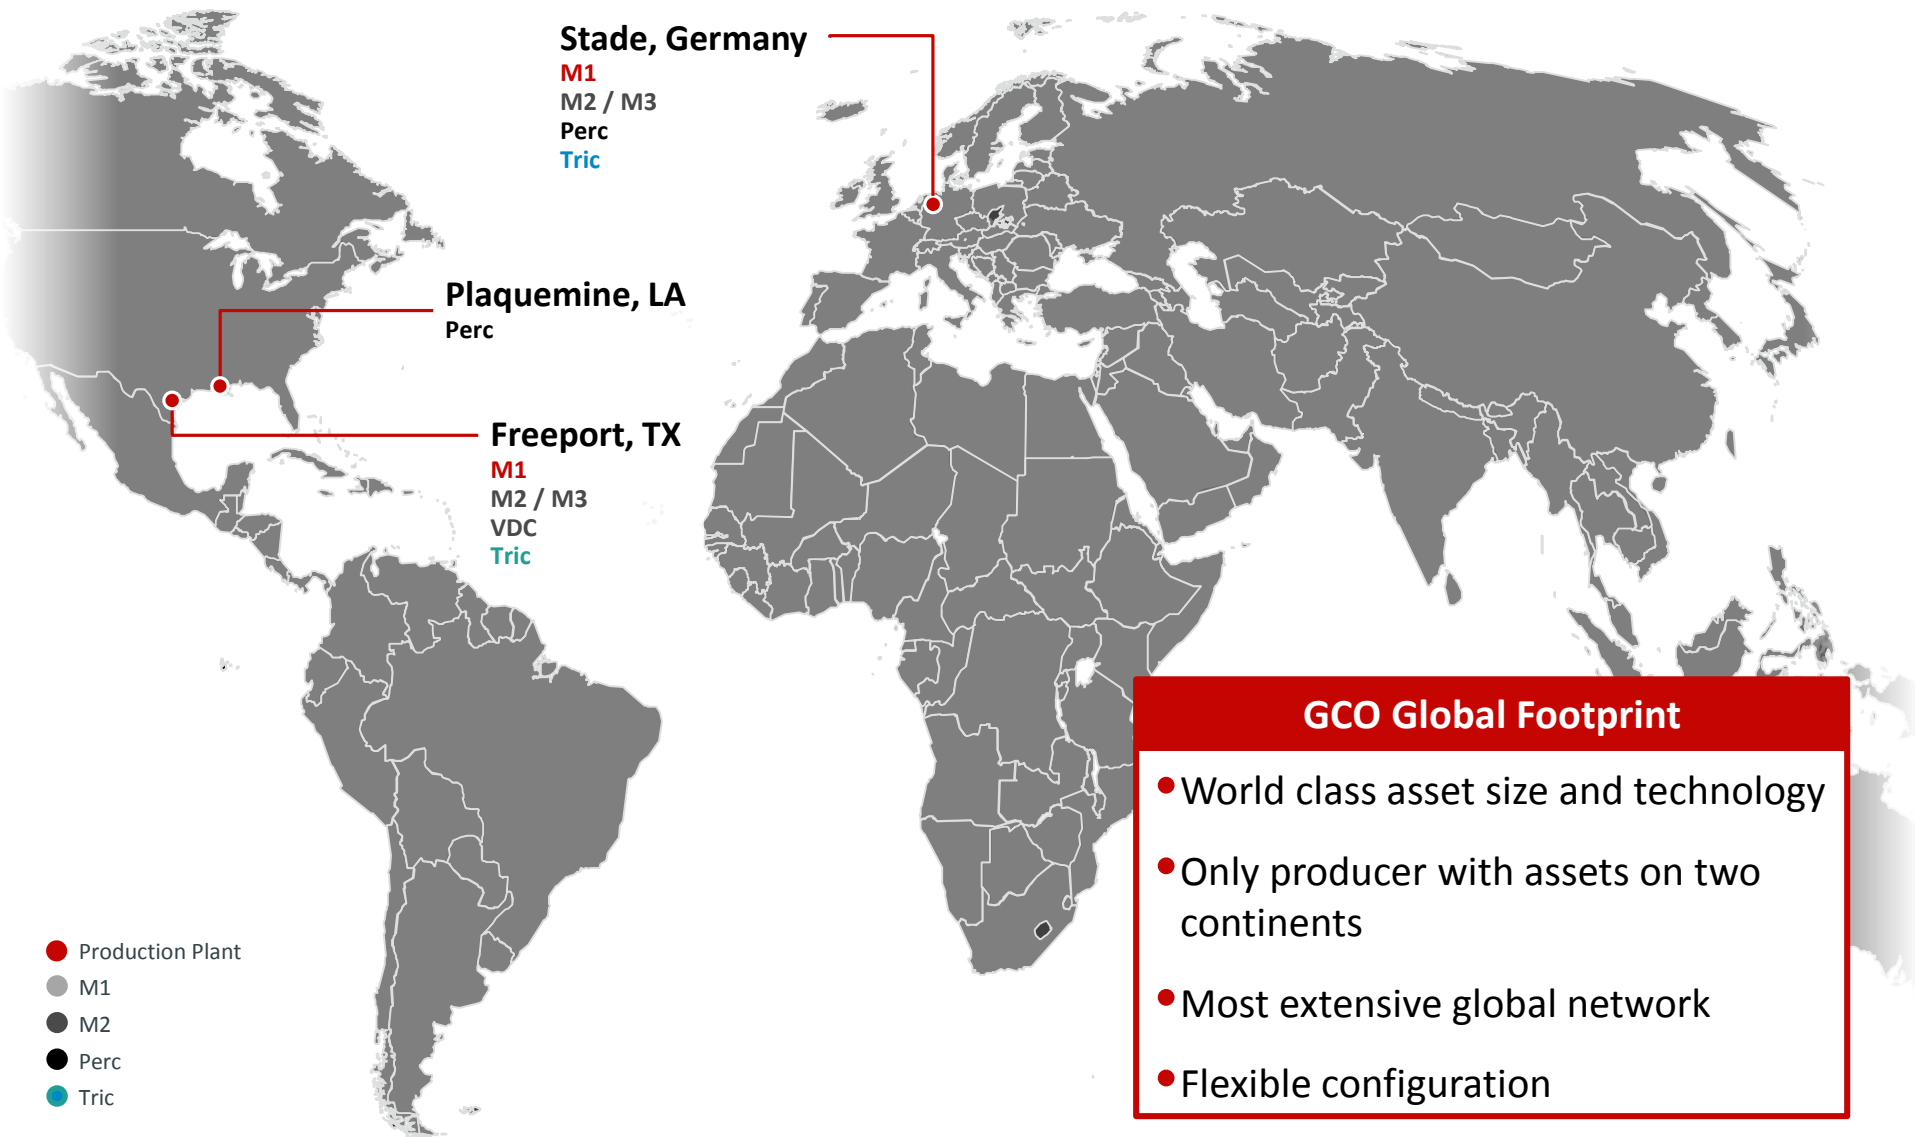 Stade, Germany
M1
M2 / M3
Perc
Tric
Plaquemine, LA
Perc
Freeport, TX
M1
M2 / M3
VDC
Tric
GCO Global Footprint
•World class asset size and technology
•Only producer with assets on two
continents
•Most extensive global network
•Flexible configuration
Production Plant
M1
M2
Perc
Tric